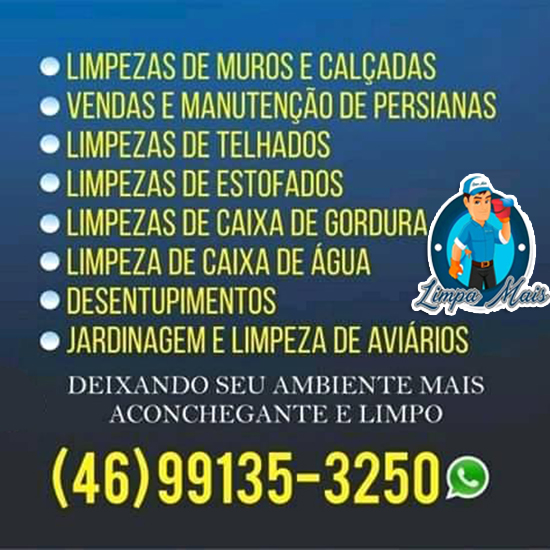 LIMPEZAS DE MUROS E CALÇADAS
VENDAS E MANUTENÇÃO DE PERSIANAS
LIMPEZAS DE TELHADOS
LIMPEZAS DE ESTOFADOS
LIMPEZAS DE CAIXA DE GORDURA
LIMPEZA DE CAIXA DE ÁGUA
DESENTUPIMENTOS
JARDINAGEM E LIMPEZA DE AVIÁRIOS
Limpa Mais
DEIXANDO SEU AMBIENTE MAIS
ACONCHEGANTE E LIMPO
(46)99135-3250